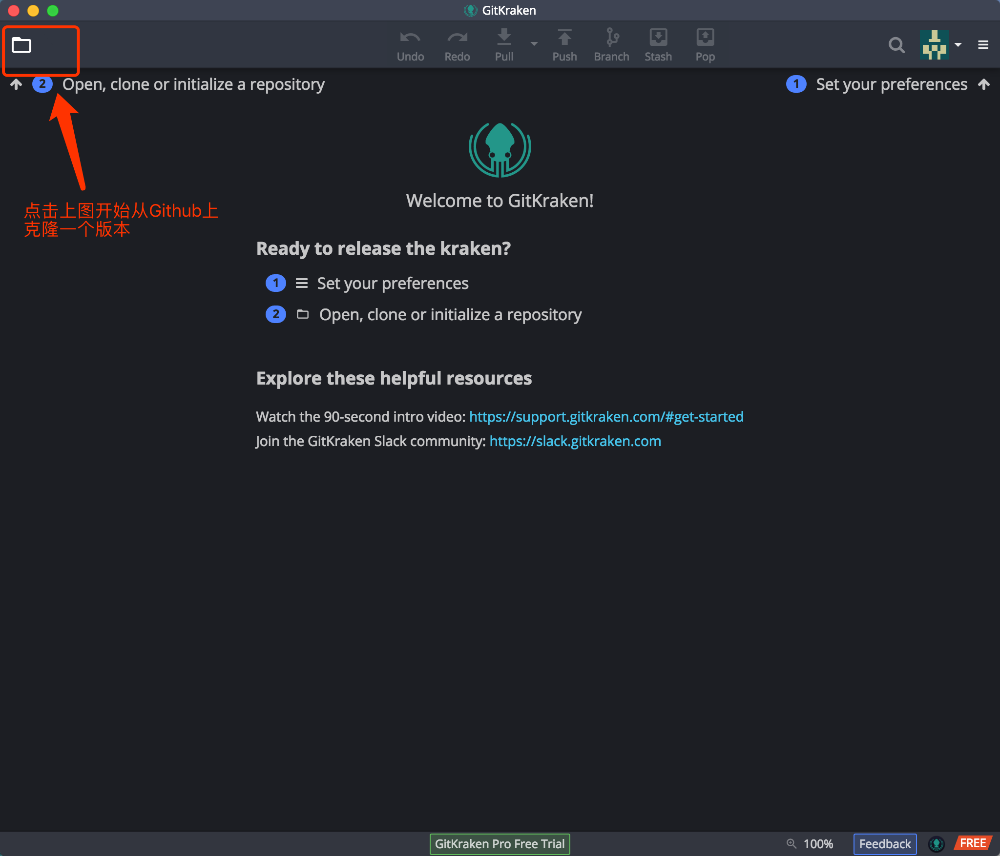 GitKraken
Undo
Redo
Pull
Push
Branch
Stash
Pop
2 Open, clone or initialize a repository
1 Set your preferences
点击上图开始从Github上
克隆一个版本
Welcome to GitKraken!
Ready to release the kraken?
1 Set your preferences
2 Open, clone or initialize a repository
Explore these helpful resources
Watch the 90-second intro video: https://support.gitkraken.com/#get-started
Join the GitKraken Slack community: https://slack.gitkraken.com
GitKraken Pro Free Trial
100%
Feedback
FREE